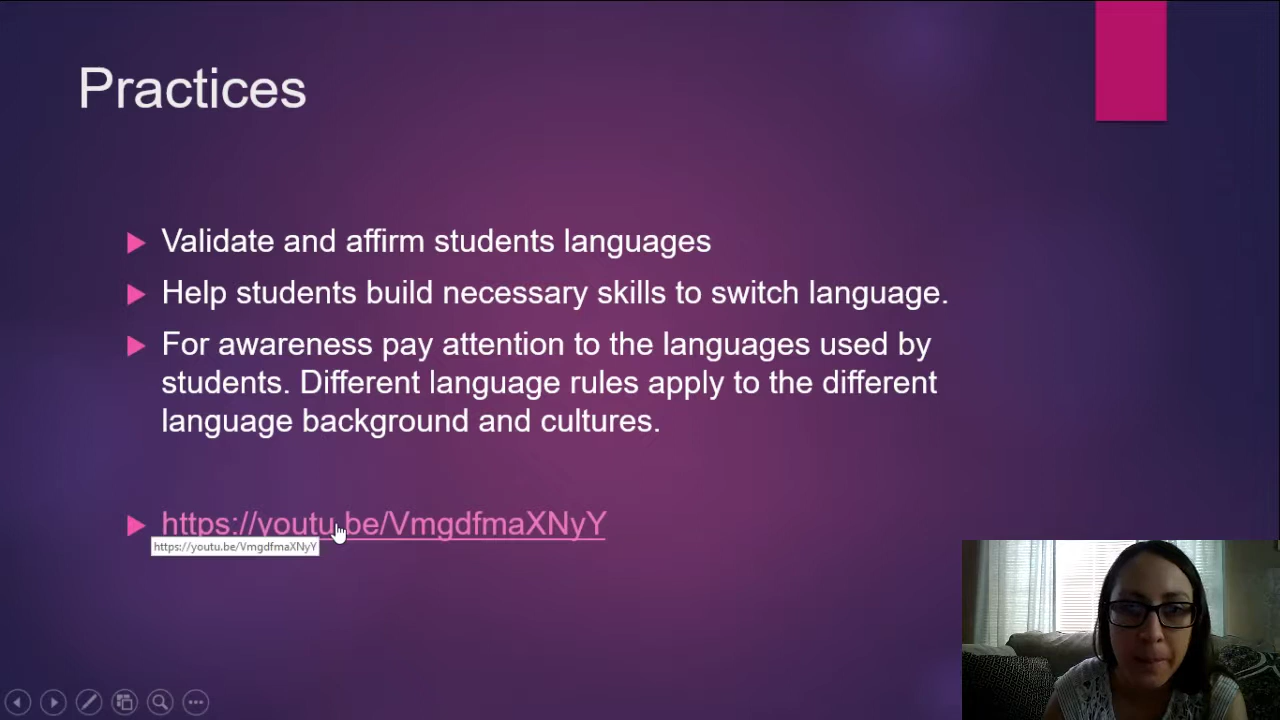 Practices
Validate and affirm students languages
Help students build necessary skills to switch language.
For awareness pay attention to the languages used by
students. Different language rules apply to the different
language background and cultures.
https://youtu.be/VmgdfmaXNyY
https://youtu.be/VmgdfmaXNyY